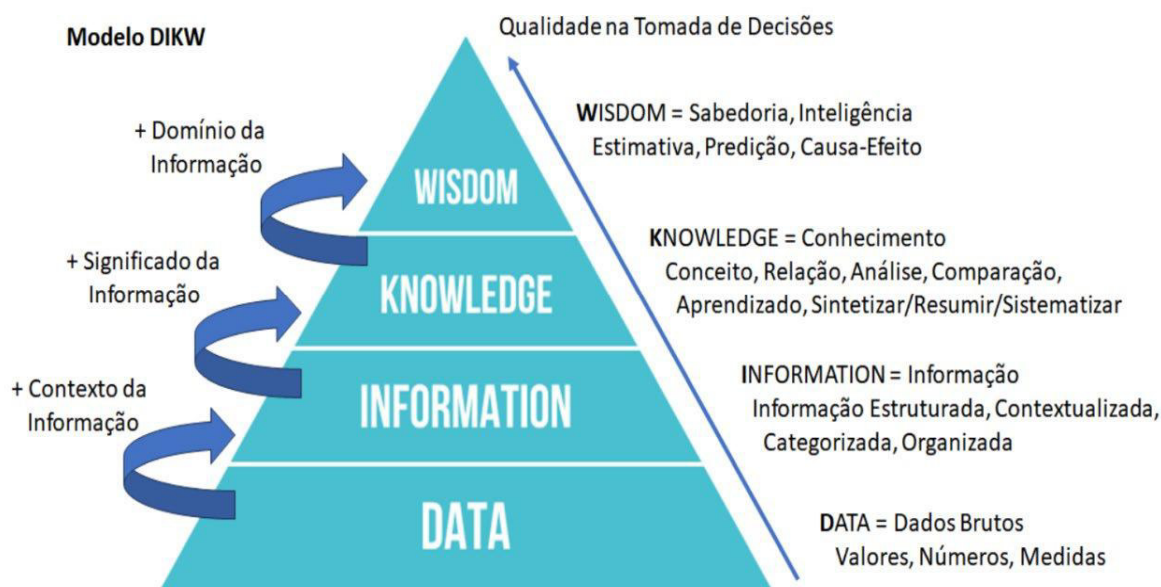 Modelo DIKW
Qualidade na Tomada de Decisões
+ Domínio da
Informação
WISDOM
WISDOM = Sabedoria, Inteligência
Estimativa, Predição, Causa-Efeito
+ Significado da
Informação
KNOWLEDGE
KNOWLEDGE = Conhecimento
Conceito, Relação, Análise, Comparação,
Aprendizado, Sintetizar/Resumir/Sistematizar
+ Contexto da
Informação
INFORMATION
INFORMATION = Informação
Informação Estruturada, Contextualizada,
Categorizada, Organizada
DATA
DATA = Dados Brutos
Valores, Números, Medidas